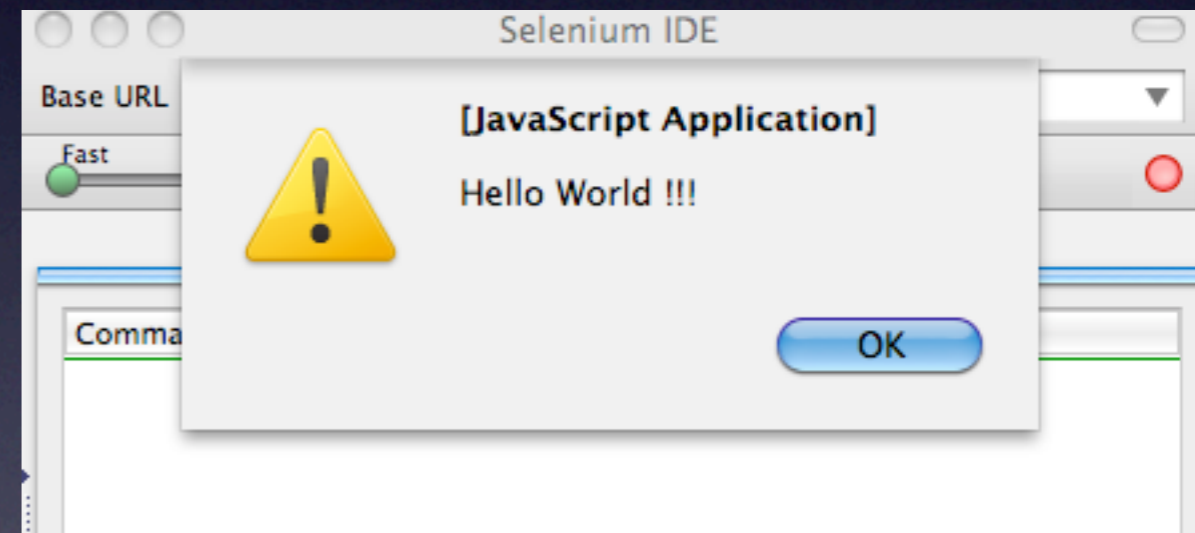 Selenium IDE
Base URL
[JavaScript Application]
Fast
Hello World !!!
Comma
OK